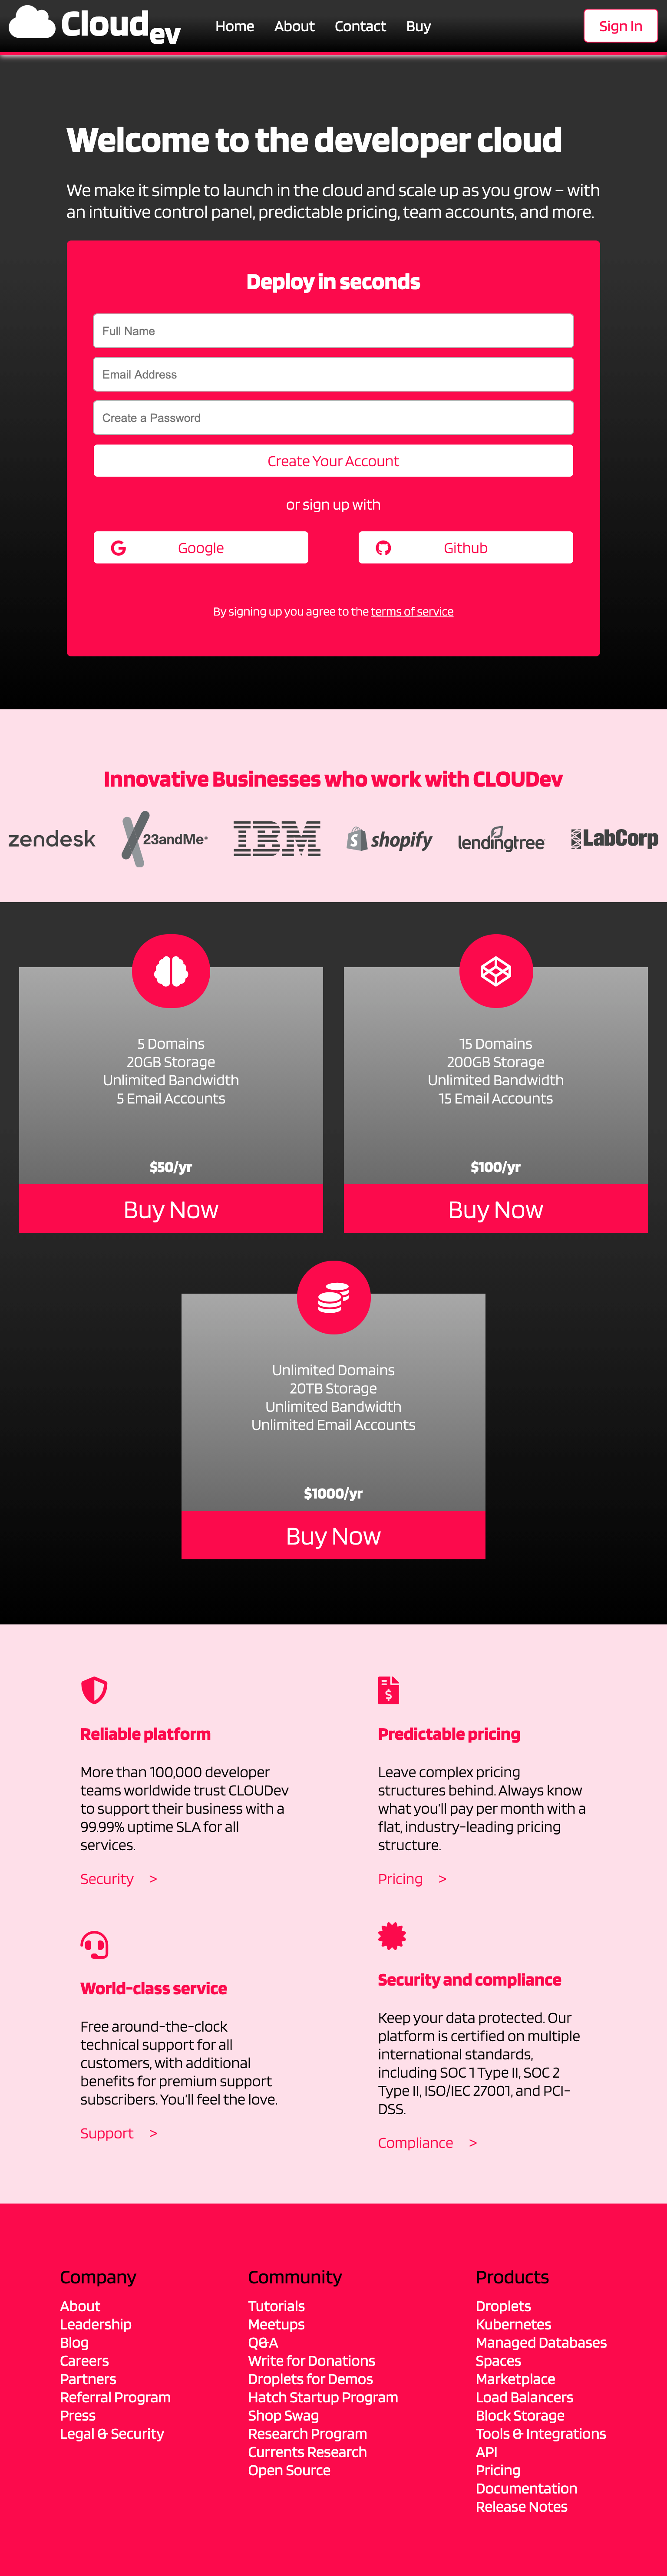 Cloudev
Home About Contact Buy
Sign In
Welcome to the developer cloud
We make it simple to launch in the cloud and scale up as you grow – with
an intuitive control panel, predictable pricing, team accounts, and more.
Deploy in seconds
Full Name
Email Address
Create a Password
Create Your Account
or sign up with
Google
Github
By signing up you agree to the terms of service
Innovative Businesses who work with CLOUDev
zendesk
23andMe
IBM
shopify
lendingtree
LabCorp
5 Domains
20GB Storage
Unlimited Bandwidth
5 Email Accounts
$50/yr
Buy Now
15 Domains
200GB Storage
Unlimited Bandwidth
15 Email Accounts
$100/yr
Buy Now
Unlimited Domains
20TB Storage
Unlimited Bandwidth
Unlimited Email Accounts
$1000/yr
Buy Now
Reliable platform
More than 100,000 developer
teams worldwide trust CLOUDev
to support their business with a
99.99% uptime SLA for all
services.
Security >
Predictable pricing
Leave complex pricing
structures behind. Always know
what you'll pay per month with a
flat, industry-leading pricing
structure.
Pricing >
World-class service
Free around-the-clock
technical support for all
customers, with additional
benefits for premium support
subscribers. You'll feel the love.
Support >
Security and compliance
Keep your data protected. Our
platform is certified on multiple
international standards,
including SOC 1 Type II, SOC 2
Type II, ISO/IEC 27001, and PCI-
DSS.
Compliance >
Company
About
Leadership
Blog
Careers
Partners
Referral Program
Press
Legal & Security
Community
Tutorials
Meetups
Q&A
Write for Donations
Droplets for Demos
Hatch Startup Program
Shop Swag
Research Program
Currents Research
Open Source
Products
Droplets
Kubernetes
Managed Databases
Spaces
Marketplace
Load Balancers
Block Storage
Tools & Integrations
API
Pricing
Documentation
Release Notes